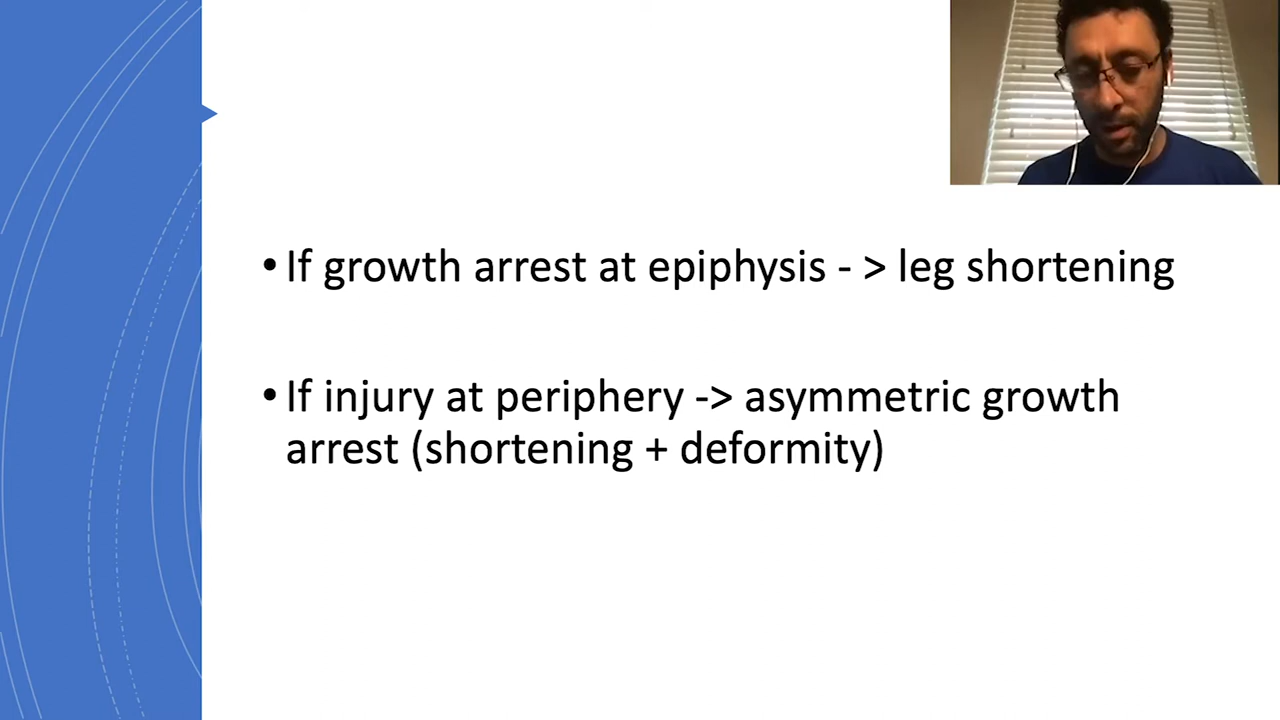 • If growth arrest at epiphysis - > leg shortening
• If injury at periphery -> asymmetric growth
arrest (shortening + deformity)